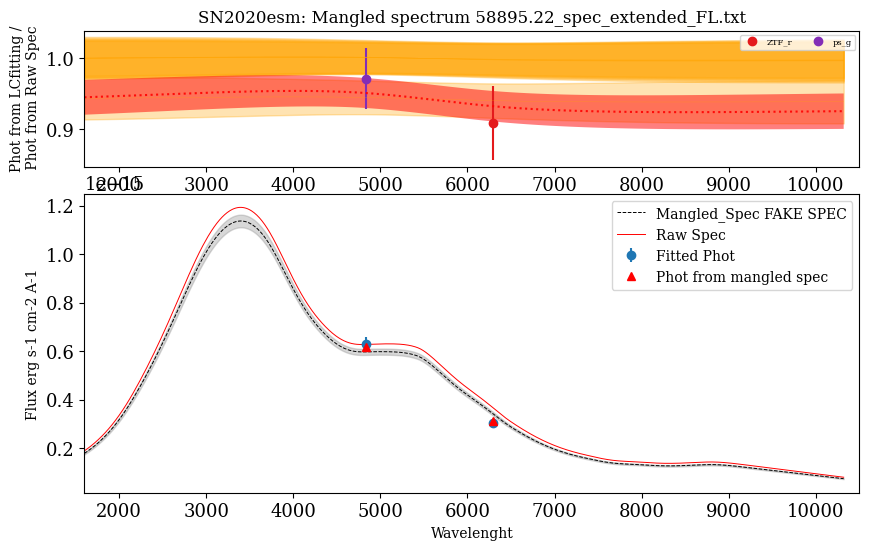 SN2020esm: Mangled spectrum 58895.22_spec_extended_FL.txt
Phot from LCfitting /
Phot from Raw Spec
1.0
0.9
ZTF_r
ps_g
2000 3000 4000 5000 6000 7000 8000 9000 10000
1e−15
Flux erg s-1 cm-2 A-1
1.2
1.0
0.8
0.6
0.4
0.2
Mangled_Spec FAKE SPEC
Raw Spec
Fitted Phot
Phot from mangled spec
2000 3000 4000 5000 6000 7000 8000 9000 10000
Wavelenght